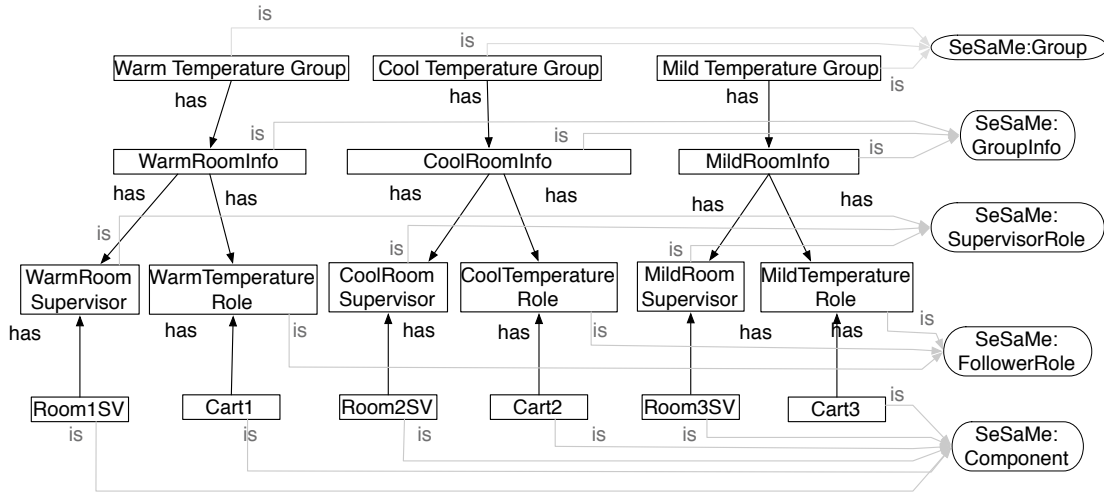 is
is
SeSaMe:Group
Warm Temperature Group
Cool Temperature Group
Mild Temperature Group
is
has
has
has
is
is
SeSaMe:
GroupInfo
WarmRoomInfo
CoolRoomInfo
MildRoomInfo
is
has
has
has
has
has
has
SeSaMe:
SupervisorRole
is
is
is
WarmRoom
Supervisor
WarmTemperature
Role
CoolRoom
Supervisor
CoolTemperature
Role
MildRoom
Supervisor
MildTemperature
Role
has
has
is
has
has
is
has
has
is
SeSaMe:
FollowerRole
Room1SV
Cart1
Room2SV
Cart2
Room3SV
Cart3
is
is
is
is
is
is
SeSaMe:
Component